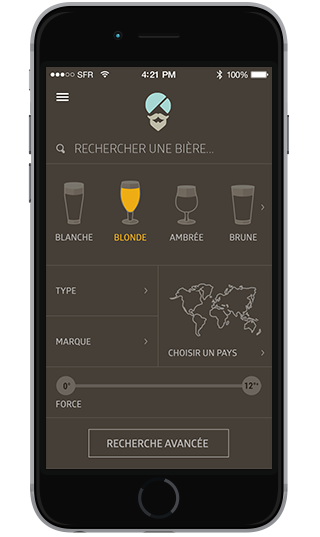 SFR 4:21 PM 100%
RECHERCHER UNE BIÈRE...
BLANCHE BLONDE AMBRÉE BRUNE
TYPE
MARQUE
CHOISIR UN PAYS
0° 12°
FORCE
RECHERCHE AVANCÉE